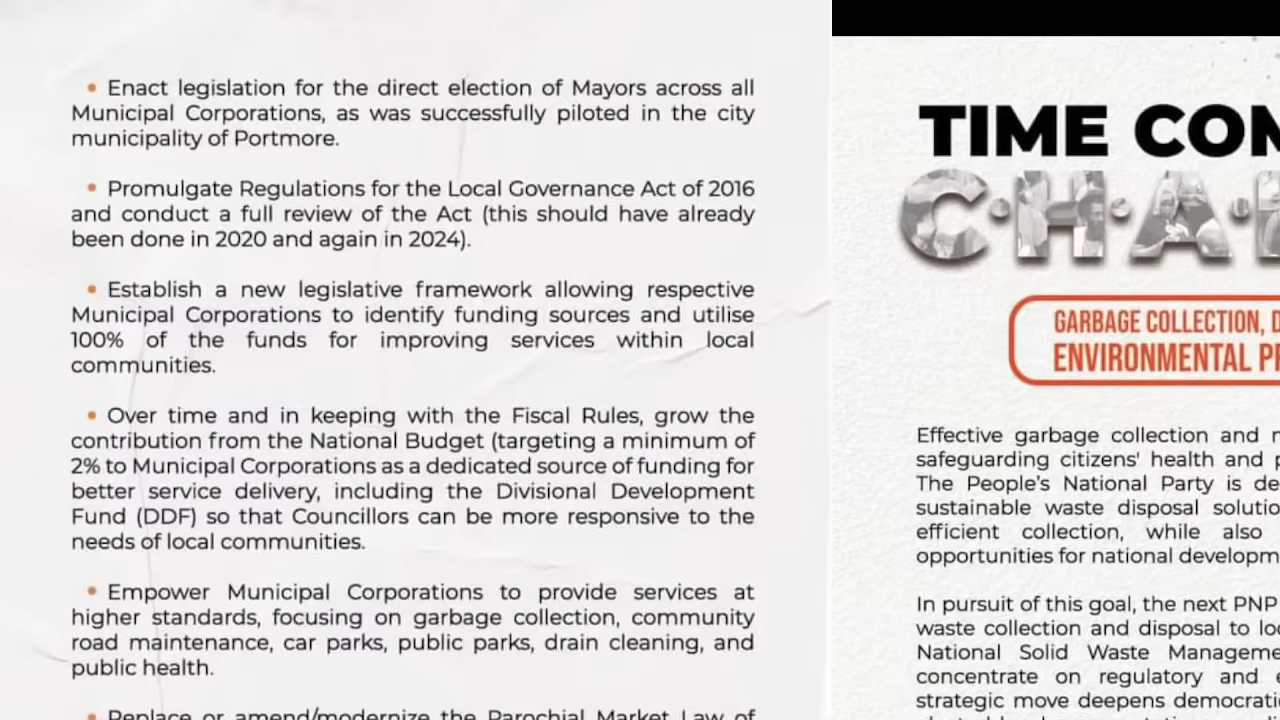 • Enact legislation for the direct election of Mayors across all
Municipal Corporations, as was successfully piloted in the city
municipality of Portmore.
• Promulgate Regulations for the Local Governance Act of 2016
and conduct a full review of the Act (this should have already
been done in 2020 and again in 2024).
• Establish a new legislative framework allowing respective
Municipal Corporations to identify funding sources and utilise
100% of the funds for improving services within local
communities.
• Over time and in keeping with the Fiscal Rules, grow the
contribution from the National Budget (targeting a minimum of
2% to Municipal Corporations as a dedicated source of funding for
better service delivery, including the Divisional Development
Fund (DDF) so that Councillors can be more responsive to the
needs of local communities.
• Empower Municipal Corporations to provide services at
higher standards, focusing on garbage collection, community
road maintenance, car parks, public parks, drain cleaning, and
public health.
• Replace or amend/modernize the Parochial Market Law of
TIME COM
C·H·A·
GARBAGE COLLECTION,
ENVIRONMENTAL
Effective garbage collection and
safeguarding citizens' health and
The People's National Party is
sustainable waste disposal
efficient collection, while also
opportunities for national
In pursuit of this goal, the next PNP
waste collection and disposal to
National Solid Waste
concentrate on regulatory and
strategic move deepens